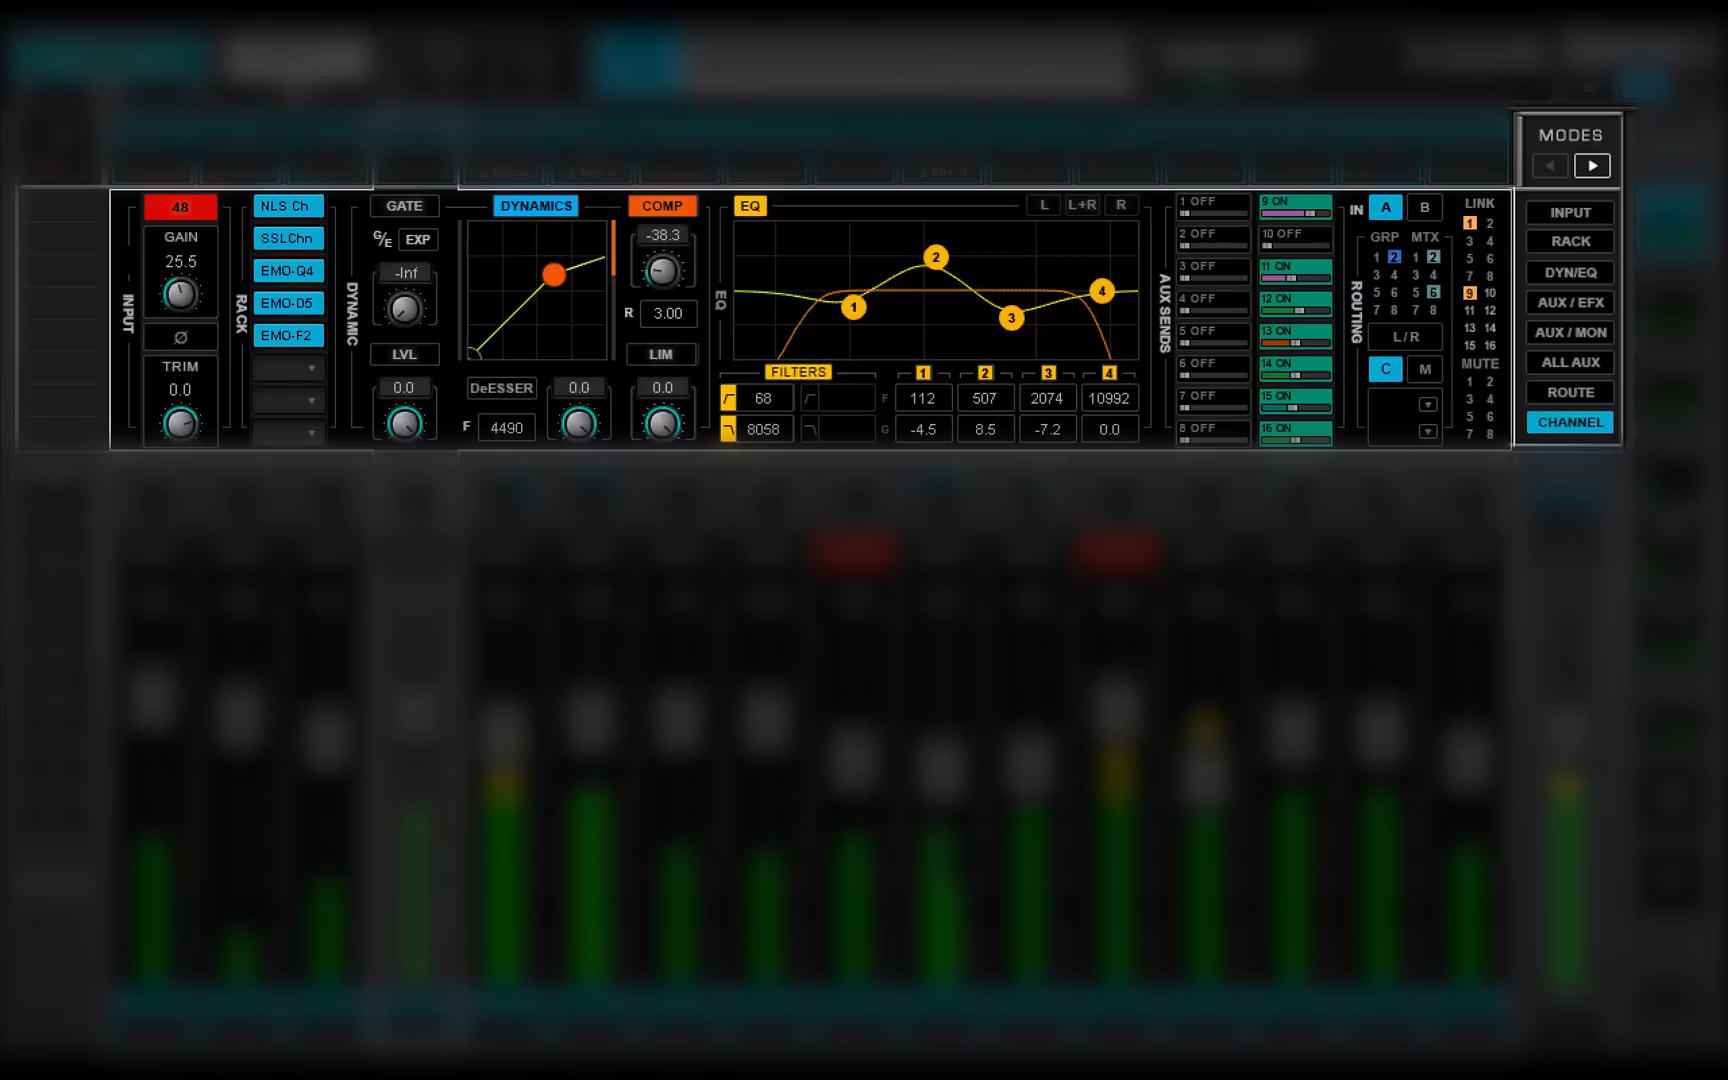 MODES
48
GAIN
25.5
Ø
TRIM
0.0
INPUT
RACK
NLS Ch
SSLChn
EMO-Q4
EMO-D5
EMO-F2
DYNAMIC
GATE
G/E EXP
-Inf
LVL
0.0
DYNAMICS
DeESSER
F 4490
0.0
COMP
-38.3
R 3.00
LIM
0.0
EQ
EQ
L L+R R
1 2 3 4
FILTERS 1 2 3 4
68 F 112 507 2074 10992
8058 G -4.5 8.5 -7.2 0.0
AUX SENDS
1 OFF 9 ON
2 OFF 10 OFF
3 OFF 11 ON
4 OFF 12 ON
5 OFF 13 ON
6 OFF 14 ON
7 OFF 15 ON
8 OFF 16 ON
ROUTING
IN A B
GRP MTX
1 2 1 2
3 4 3 4
5 6 5 6
7 8 7 8
L/R
C M
LINK
1 2
3 4
5 6
7 8
9 10
11 12
13 14
15 16
MUTE
1 2
3 4
5 6
7 8
INPUT
RACK
DYN/EQ
AUX / EFX
AUX / MON
ALL AUX
ROUTE
CHANNEL